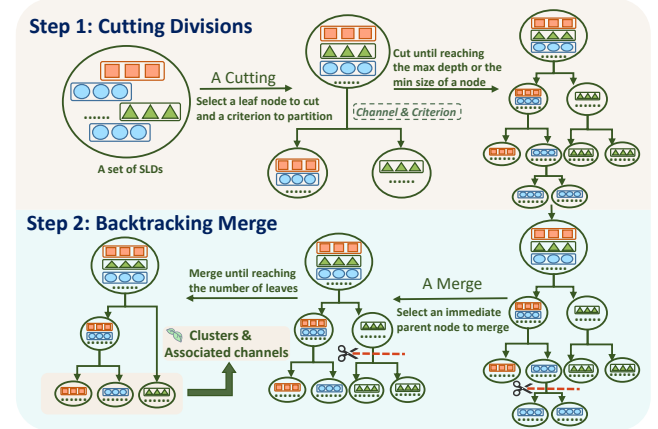 Step 1: Cutting Divisions
A Cutting
Select a leaf node to cut
and a criterion to partition
A set of SLDs
Channel & Criterion
Cut until reaching
the max depth or the
min size of a node
Step 2: Backtracking Merge
Merge until reaching
the number of leaves
A Merge
Select an immediate
parent node to merge
Clusters &
Associated channels